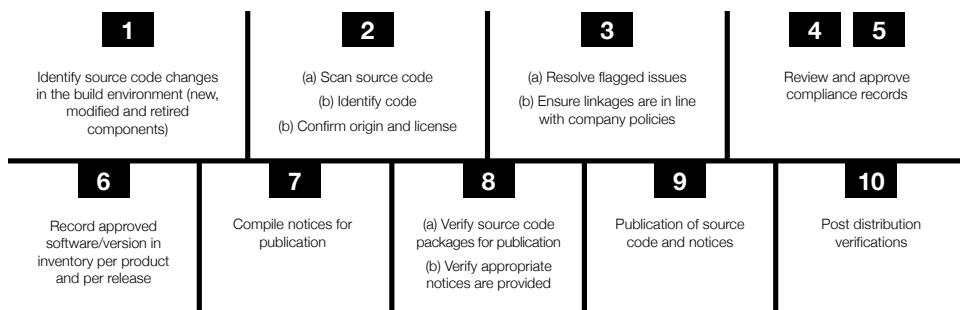 1
Identify source code changes
in the build environment (new,
modified and retired
components)
2
(a) Scan source code
(b) Identify code
(b) Confirm origin and license
3
(a) Resolve flagged issues
(b) Ensure linkages are in line
with company policies
4 5
Review and approve
compliance records
6
Record approved
software/version in
inventory per product
and per release
7
Compile notices for
publication
8
(a) Verify source code
packages for publication
(b) Verify appropriate
notices are provided
9
Publication of source
code and notices
10
Post distribution
verifications